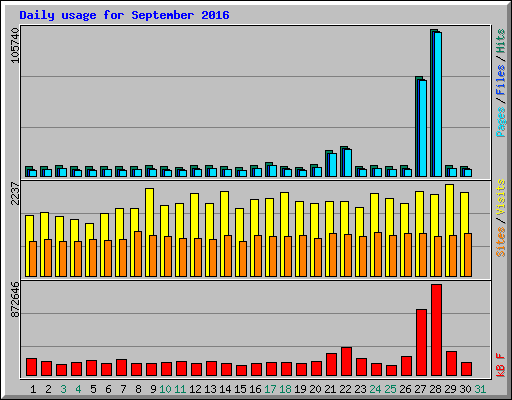 Daily usage for September 2016
105740
Pages / Files / Hits
2237
Sites / Visits
872646
kB F
1 2 3 4 5 6 7 8 9 10 11 12 13 14 15 16 17 18 19 20 21 22 23 24 25 26 27 28 29 30 31